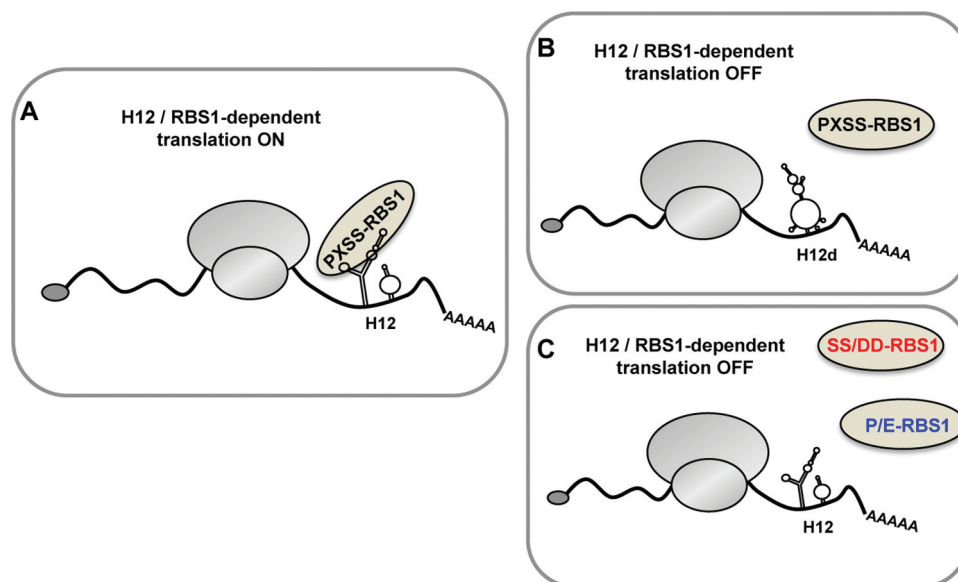 A
H12 / RBS1-dependent
translation ON
PXSS-RBS1
H12
AAAAA
B
H12 / RBS1-dependent
translation OFF
PXSS-RBS1
H12d
AAAAA
C
H12 / RBS1-dependent
translation OFF
SS/DD-RBS1
P/E-RBS1
H12
AAAAA